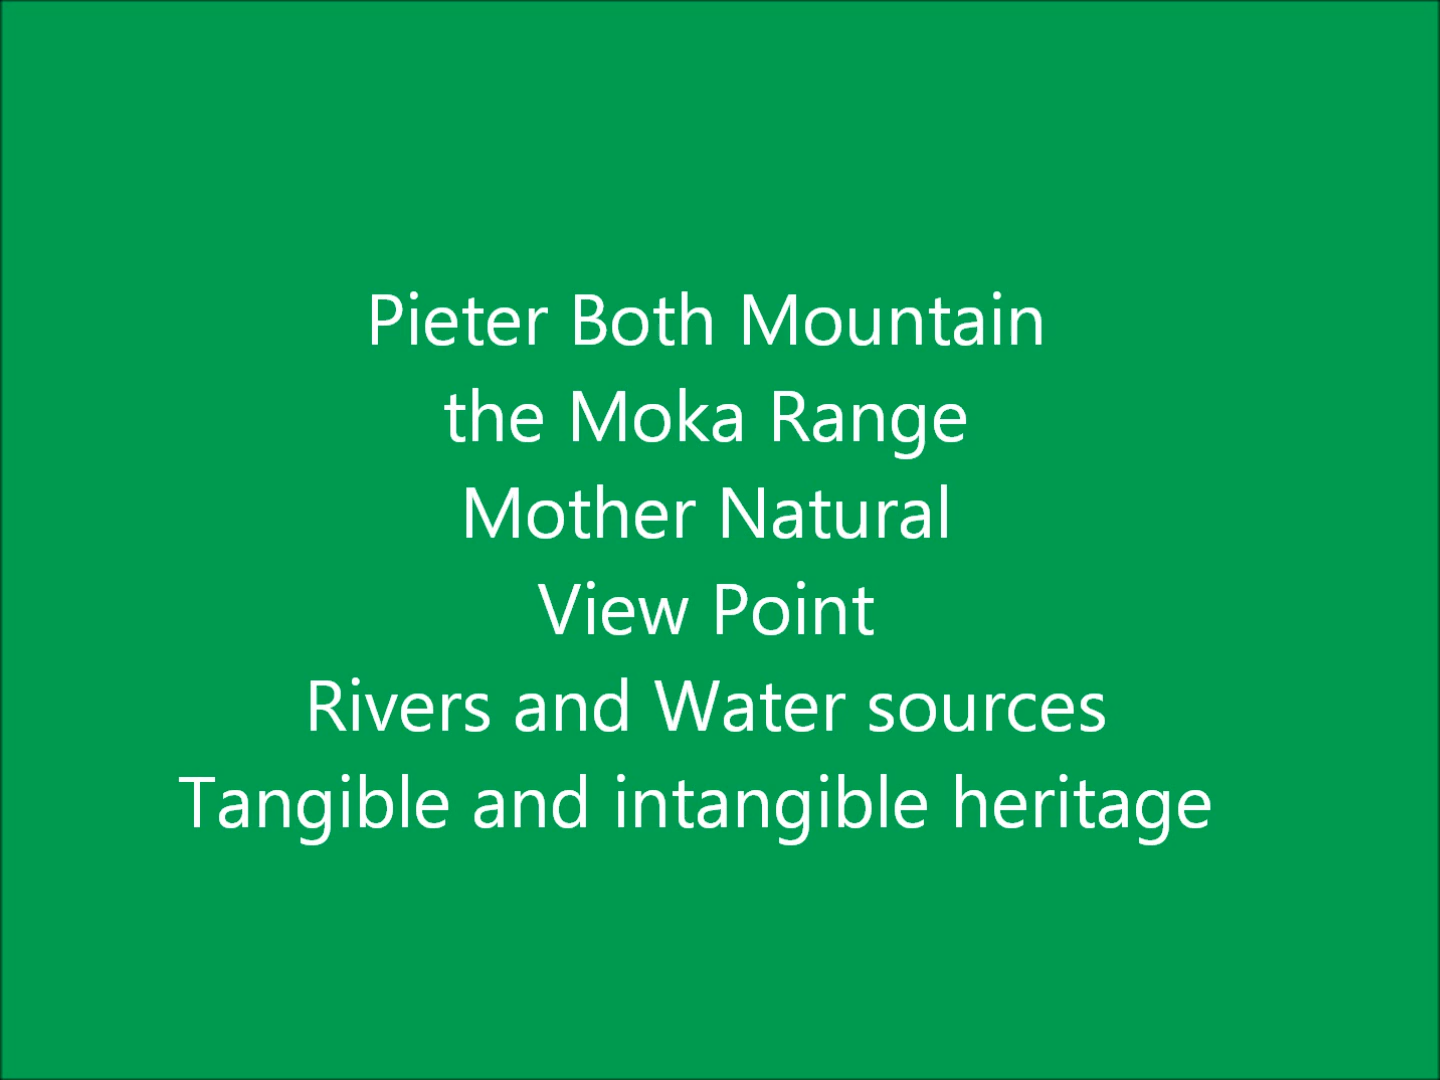 Pieter Both Mountain
the Moka Range
Mother Natural
View Point
Rivers and Water sources
Tangible and intangible heritage